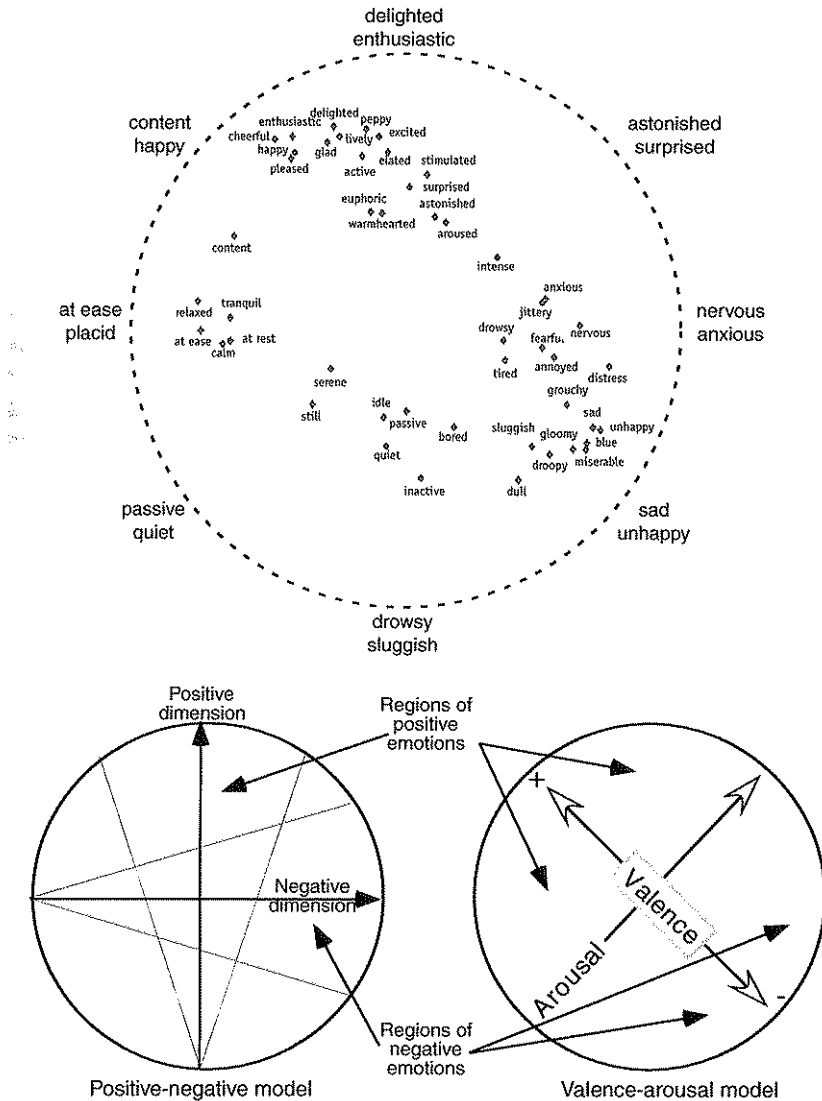 delighted
enthusiastic
content
happy
astonished
surprised
delighted
peppy
enthusiastic
cheerful
lively
excited
happy
glad
elated
pleased
active
stimulated
surprised
euphoric
astonished
warmhearted
aroused
content
intense
at ease
placid
relaxed
tranquil
anxious
jittery
nervous
anxious
at ease
at rest
calm
drowsy
fearful
nervous
tired
annoyed
distress
serene
grouchy
still
idle
passive
sad
unhappy
bored
sluggish
gloomy
blue
quiet
droopy
miserable
inactive
dull
passive
quiet
sad
unhappy
drowsy
sluggish
Positive
dimension
Regions of
positive
emotions
+
Negative
dimension
Valence
Arousal
-
Regions of
negative
emotions
Positive-negative model
Valence-arousal model